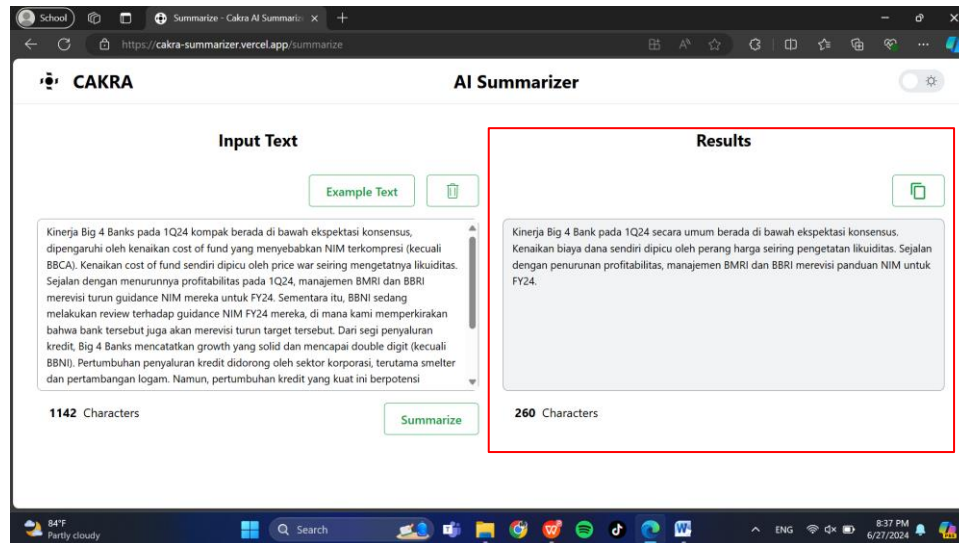 School
Summarize - Cakra AI Summariz
https://cakra-summarizer.vercel.app/summarize
CAKRA
AI Summarizer
Input Text
Results
Example Text
Kinerja Big 4 Banks pada 1Q24 kompak berada di bawah ekspektasi konsensus,
dipengaruhi oleh kenaikan cost of fund yang menyebabkan NIM terkompresi (kecuali
BBCA). Kenaikan cost of fund sendiri dipicu oleh price war seiring mengetatnya likuiditas.
Sejalan dengan menurunnya profitabilitas pada 1Q24, manajemen BMRI dan BBRI
merevisi turun guidance NIM mereka untuk FY24. Sementara itu, BBNI sedang
melakukan review terhadap guidance NIM FY24 mereka, di mana kami memperkirakan
bahwa bank tersebut juga akan merevisi turun target tersebut. Dari segi penyaluran
kredit, Big 4 Banks mencatatkan growth yang solid dan mencapai double digit (kecuali
BBNI). Pertumbuhan penyaluran kredit didorong oleh sektor korporasi, terutama smelter
dan pertambangan logam. Namun, pertumbuhan kredit yang kuat ini berpotensi
Kinerja Big 4 Bank pada 1Q24 secara umum berada di bawah ekspektasi konsensus.
Kenaikan biaya dana sendiri dipicu oleh perang harga seiring pengetatan likuiditas. Sejalan
dengan penurunan profitabilitas, manajemen BMRI dan BBRI merevisi panduan NIM untuk
FY24.
1142 Characters
Summarize
260 Characters
84°F
Partly cloudy
Search
ENG
8:37 PM
6/27/2024